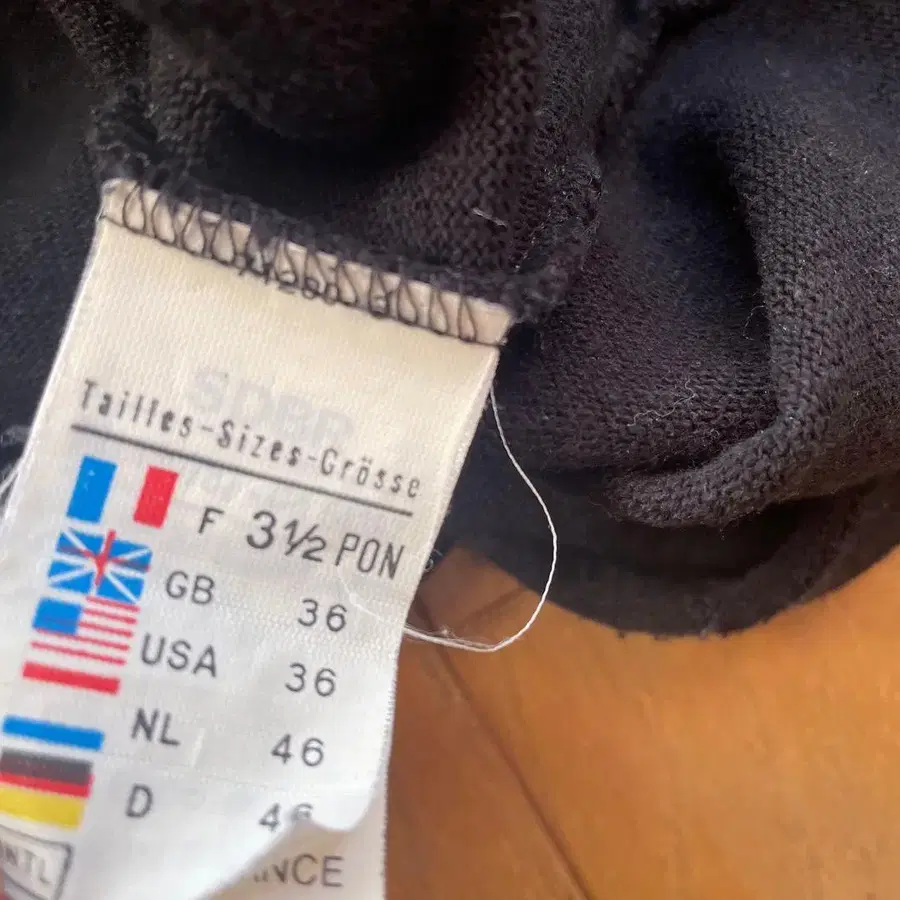 Tailles-Sizes-Grösse
F 3½ PON
GB 36
USA 36
NL 46
D 46